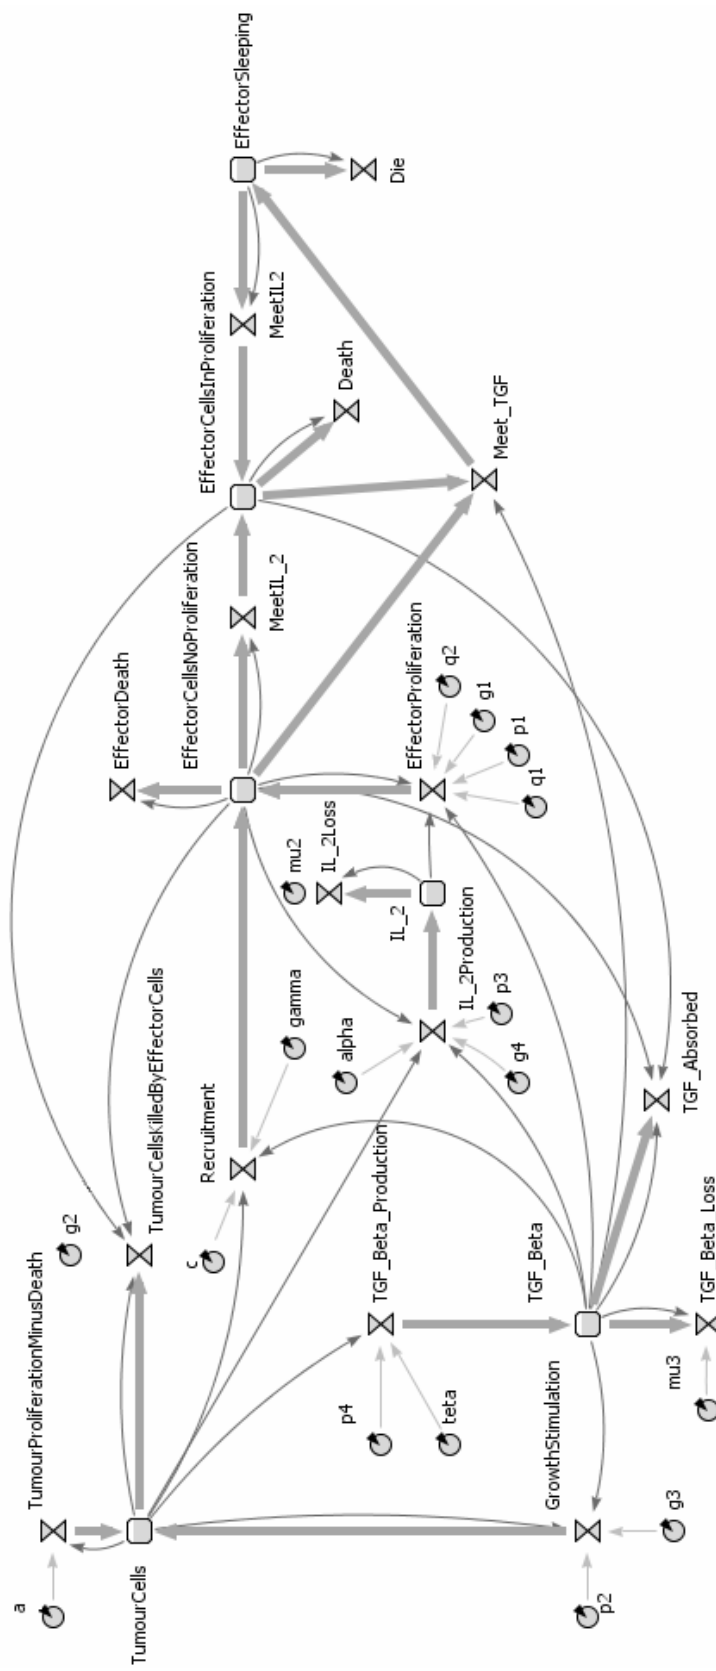 a
TumourProliferationMinusDeath
TumourCells
g2
TumourCellsKilledByEffectorCells
c
Recruitment
gamma
p4
teta
TGF_Beta_Production
TGF_Beta
GrowthStimulation
p2
g3
mu3
TGF_Beta_Loss
TGF_Absorbed
alpha
g4
p3
IL_2Production
IL_2
IL_2Loss
mu2
EffectorDeath
EffectorCellsNoProliferation
EffectorProliferation
q1
p1
g1
q2
MeetIL_2
EffectorCellsInProliferation
Death
Meet_TGF
MeetIL2
EffectorSleeping
Die